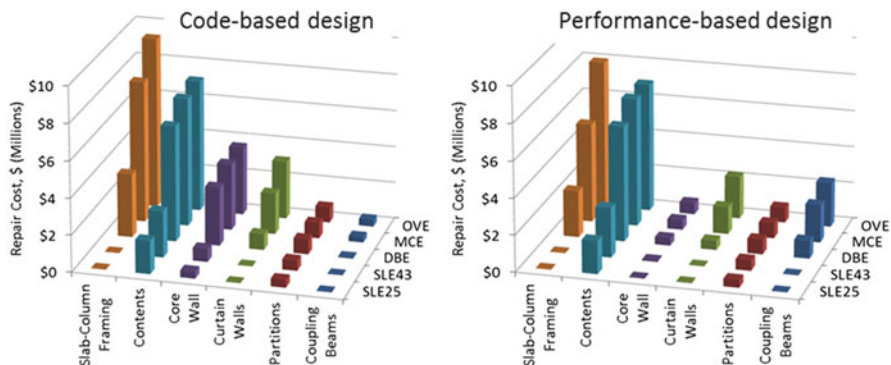 Code-based design
Repair Cost, $ (Millions)
$10
$8
$6
$4
$2
$0
OVE
MCE
DBE
SLE43
SLE25
Slab-Column
Framing
Contents
Core
Wall
Curtain
Walls
Partitions
Coupling
Beams
Performance-based design
Repair Cost, $ (Millions)
$10
$8
$6
$4
$2
$0
OVE
MCE
DBE
SLE43
SLE25
Slab-Column
Framing
Contents
Core
Wall
Curtain
Walls
Partitions
Coupling
Beams